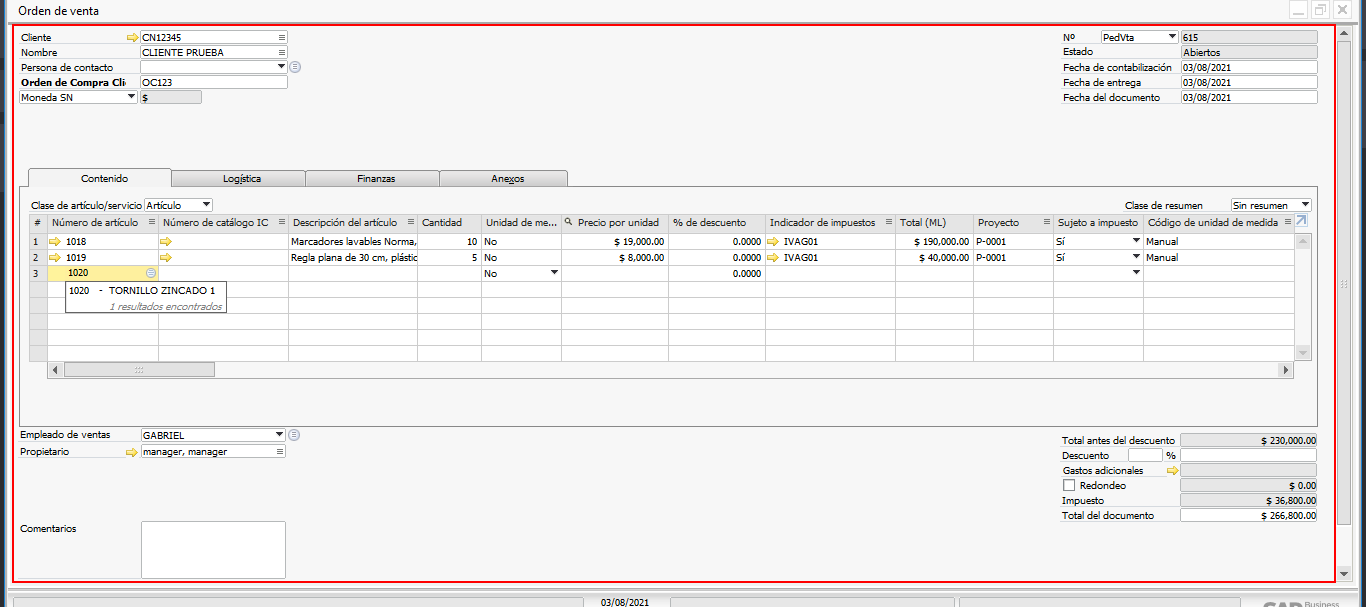 Orden de venta
Cliente CN12345
Nombre CLIENTE PRUEBA
Persona de contacto
Orden de Compra Cli OC123
Moneda SN $
Nº PedVta 615
Estado Abiertos
Fecha de contabilización 03/08/2021
Fecha de entrega 03/08/2021
Fecha del documento 03/08/2021
Contenido Logística Finanzas Anexos
Clase de artículo/servicio Artículo Clase de resumen Sin resumen
# Número de artículo Número de catálogo IC Descripción del artículo Cantidad Unidad de me... Precio por unidad % de descuento Indicador de impuestos Total (ML) Proyecto Sujeto a impuesto Código de unidad de medida
1 1018 Marcadores lavables Norma, 10 No $ 19,000.00 0.0000 IVAG01 $ 190,000.00 P-0001 Sí Manual
2 1019 Regla plana de 30 cm, plástic 5 No $ 8,000.00 0.0000 IVAG01 $ 40,000.00 P-0001 Sí Manual
3 1020 No 0.0000
1020 - TORNILLO ZINCADO 1
1 resultados encontrados
Empleado de ventas GABRIEL
Propietario manager, manager
Total antes del descuento $ 230,000.00
Descuento %
Gastos adicionales
Redondeo $ 0.00
Impuesto $ 36,800.00
Total del documento $ 266,800.00
Comentarios
03/08/2021
Business